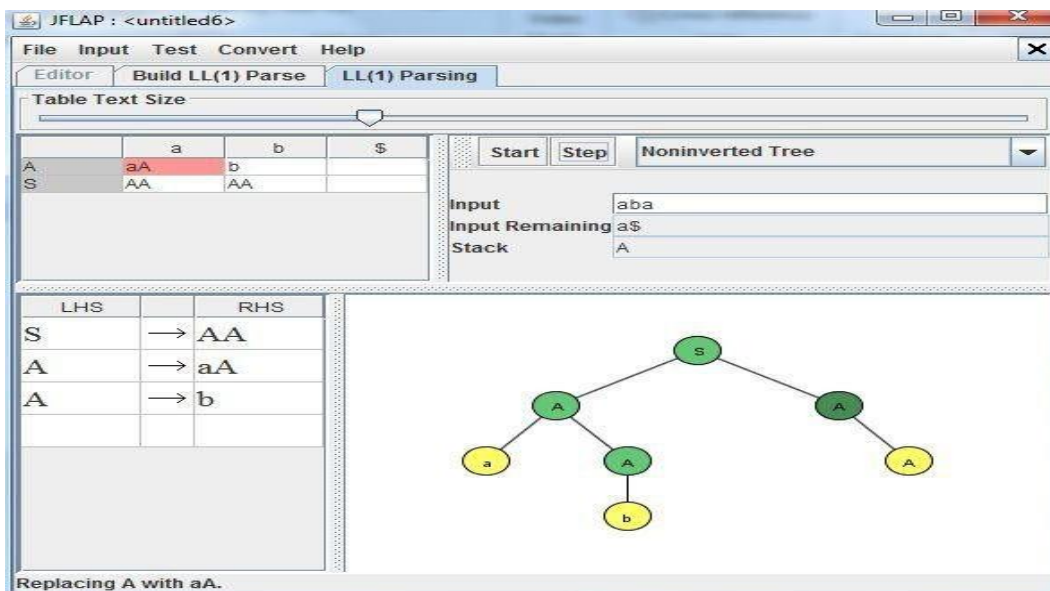 JFLAP : <untitled6>
File Input Test Convert Help
Editor Build LL(1) Parse LL(1) Parsing
Table Text Size
a b $
A aA b
S AA AA
Start Step Noninverted Tree
Input aba
Input Remaining a$
Stack A
LHS RHS
S → AA
A → aA
A → b
S
A A
a A A
b
Replacing A with aA.